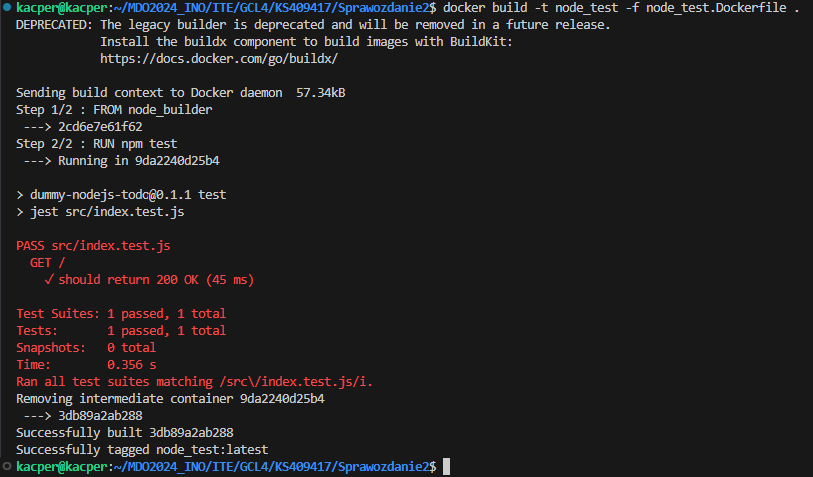 kacper@kacper:~/MDO2024_INO/ITE/GCL4/KS409417/Sprawozdanie2$ docker build -t node_test -f node_test.Dockerfile .
DEPRECATED: The legacy builder is deprecated and will be removed in a future release.
            Install the buildx component to build images with BuildKit:
            https://docs.docker.com/go/buildx/

Sending build context to Docker daemon  57.34kB
Step 1/2 : FROM node_builder
 ---> 2cd6e7e61f62
Step 2/2 : RUN npm test
 ---> Running in 9da2240d25b4

> dummy-nodejs-todo@0.1.1 test
> jest src/index.test.js

PASS src/index.test.js
  GET /
    ✓ should return 200 OK (45 ms)

Test Suites: 1 passed, 1 total
Tests:       1 passed, 1 total
Snapshots:   0 total
Time:        0.356 s
Ran all test suites matching /src\/index.test.js/i.
Removing intermediate container 9da2240d25b4
 ---> 3db89a2ab288
Successfully built 3db89a2ab288
Successfully tagged node_test:latest
kacper@kacper:~/MDO2024_INO/ITE/GCL4/KS409417/Sprawozdanie2$